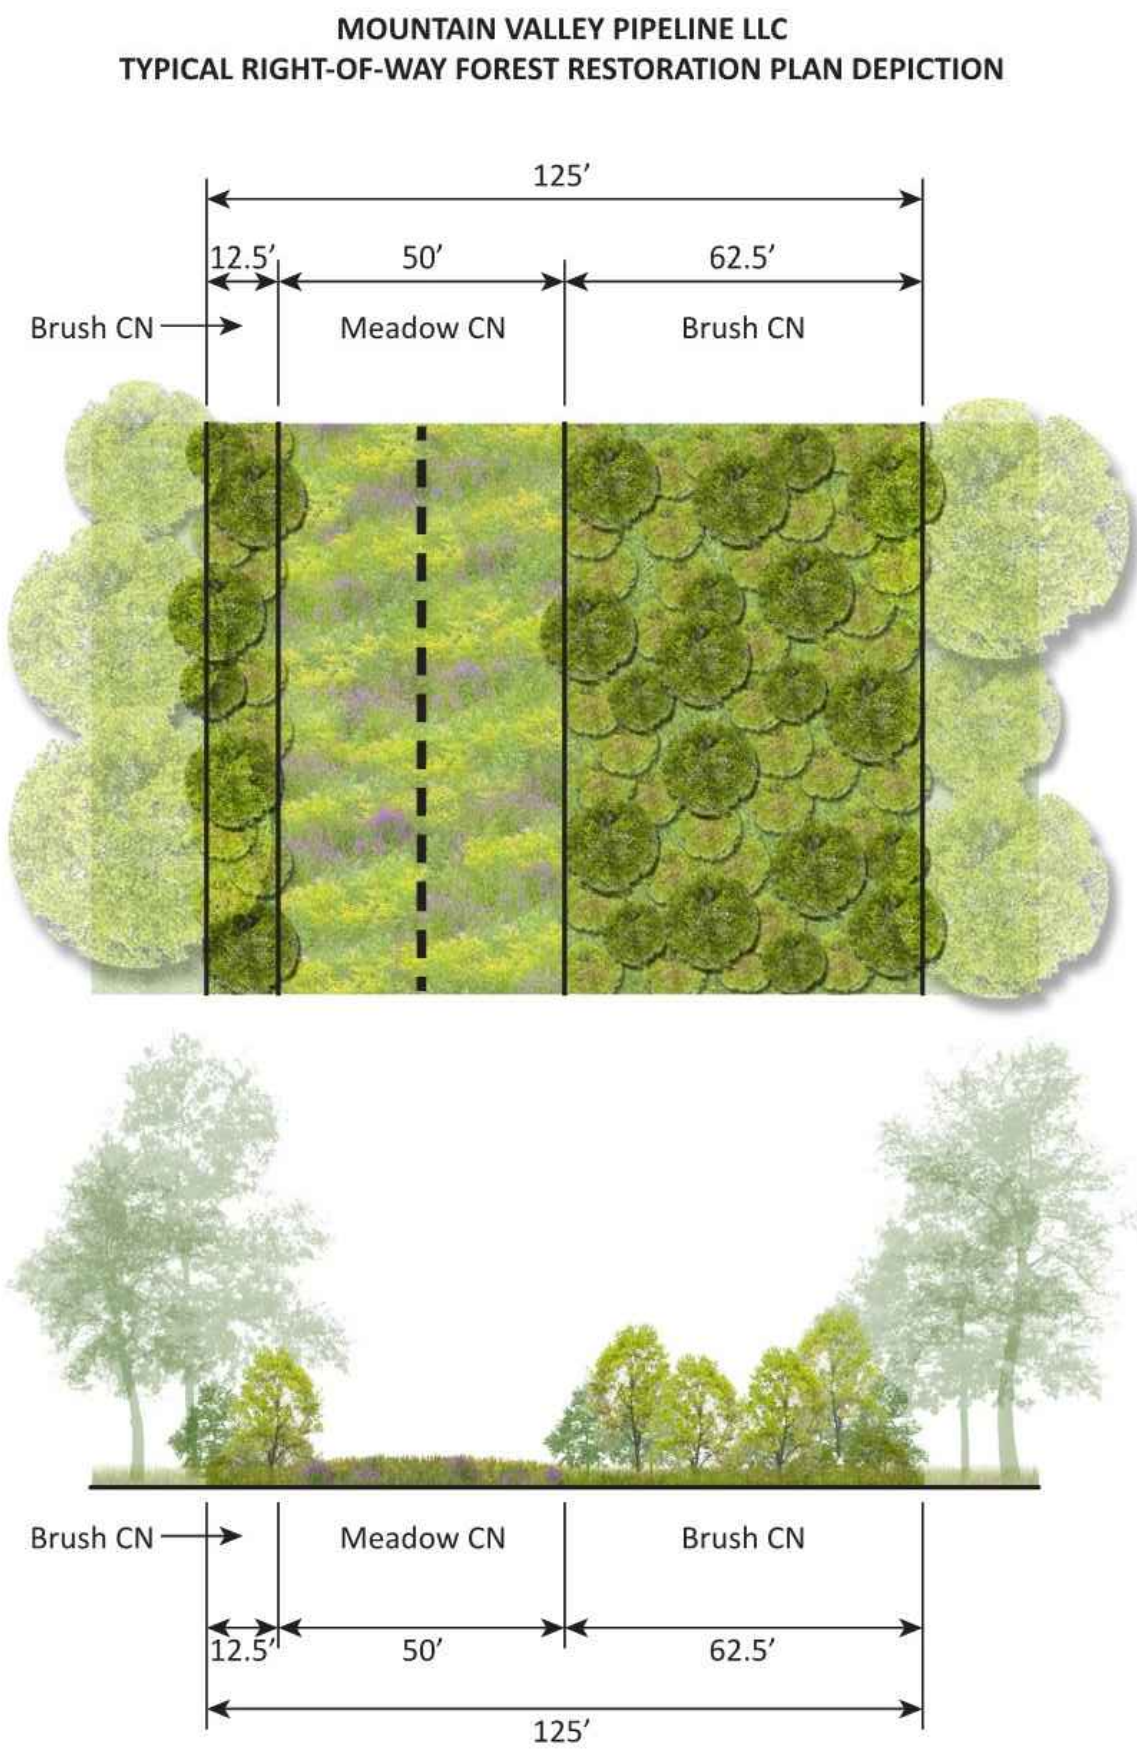 MOUNTAIN VALLEY PIPELINE LLC
TYPICAL RIGHT-OF-WAY FOREST RESTORATION PLAN DEPICTION
125’
12.5’ 50’ 62.5’
Brush CN Meadow CN Brush CN
Brush CN Meadow CN Brush CN
12.5’ 50’ 62.5’
125’